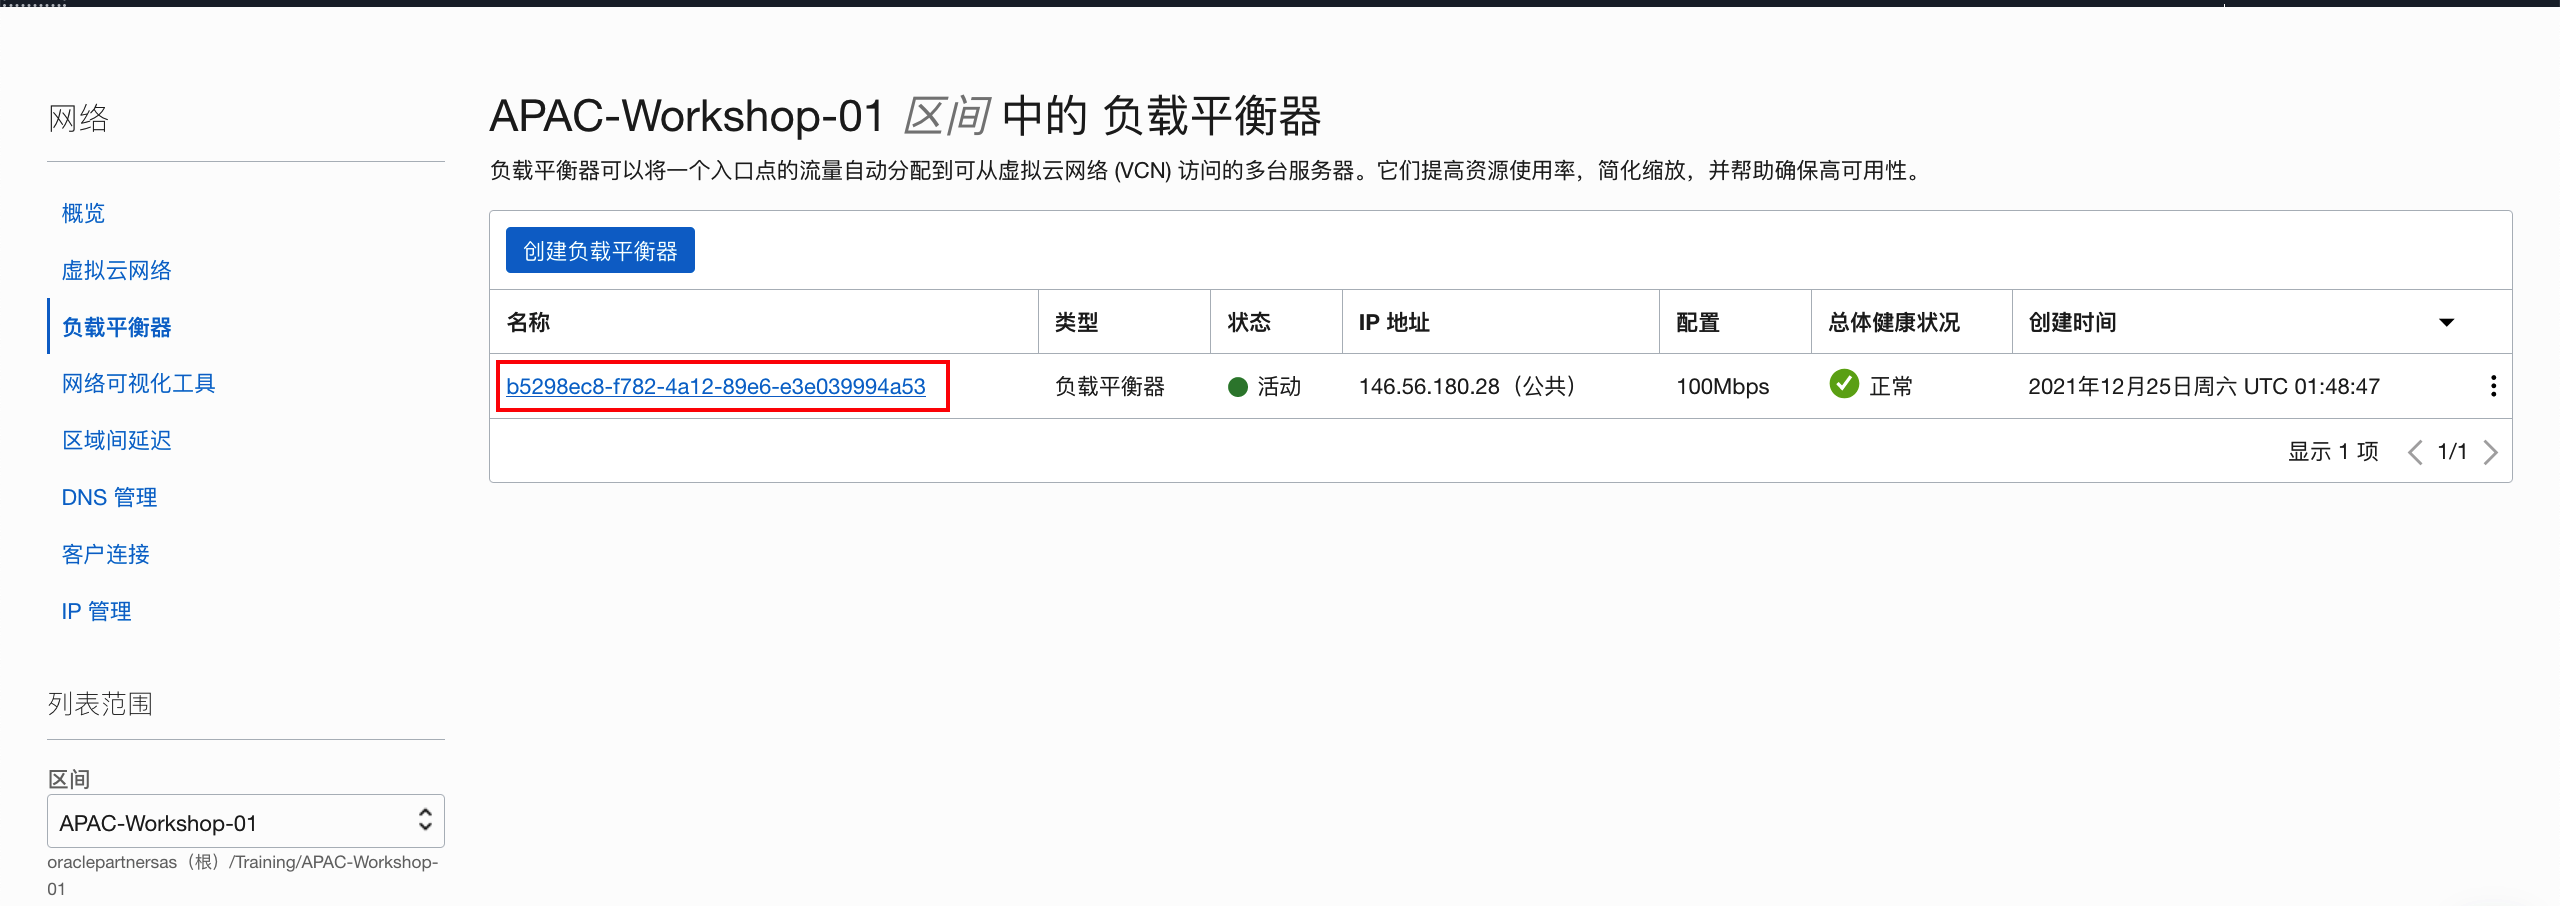 网络
概览
虚拟云网络
负载平衡器
网络可视化工具
区域间延迟
DNS 管理
客户连接
IP 管理
列表范围
区间
APAC-Workshop-01
oraclepartnersas（根）/Training/APAC-Workshop-
01
APAC-Workshop-01 区间 中的 负载平衡器
负载平衡器可以将一个入口点的流量自动分配到可从虚拟云网络 (VCN) 访问的多台服务器。它们提高资源使用率，简化缩放，并帮助确保高可用性。
创建负载平衡器
名称 类型 状态 IP 地址 配置 总体健康状况 创建时间
b5298ec8-f782-4a12-89e6-e3e039994a53 负载平衡器 活动 146.56.180.28（公共） 100Mbps 正常 2021年12月25日周六 UTC 01:48:47
显示 1 项 1/1